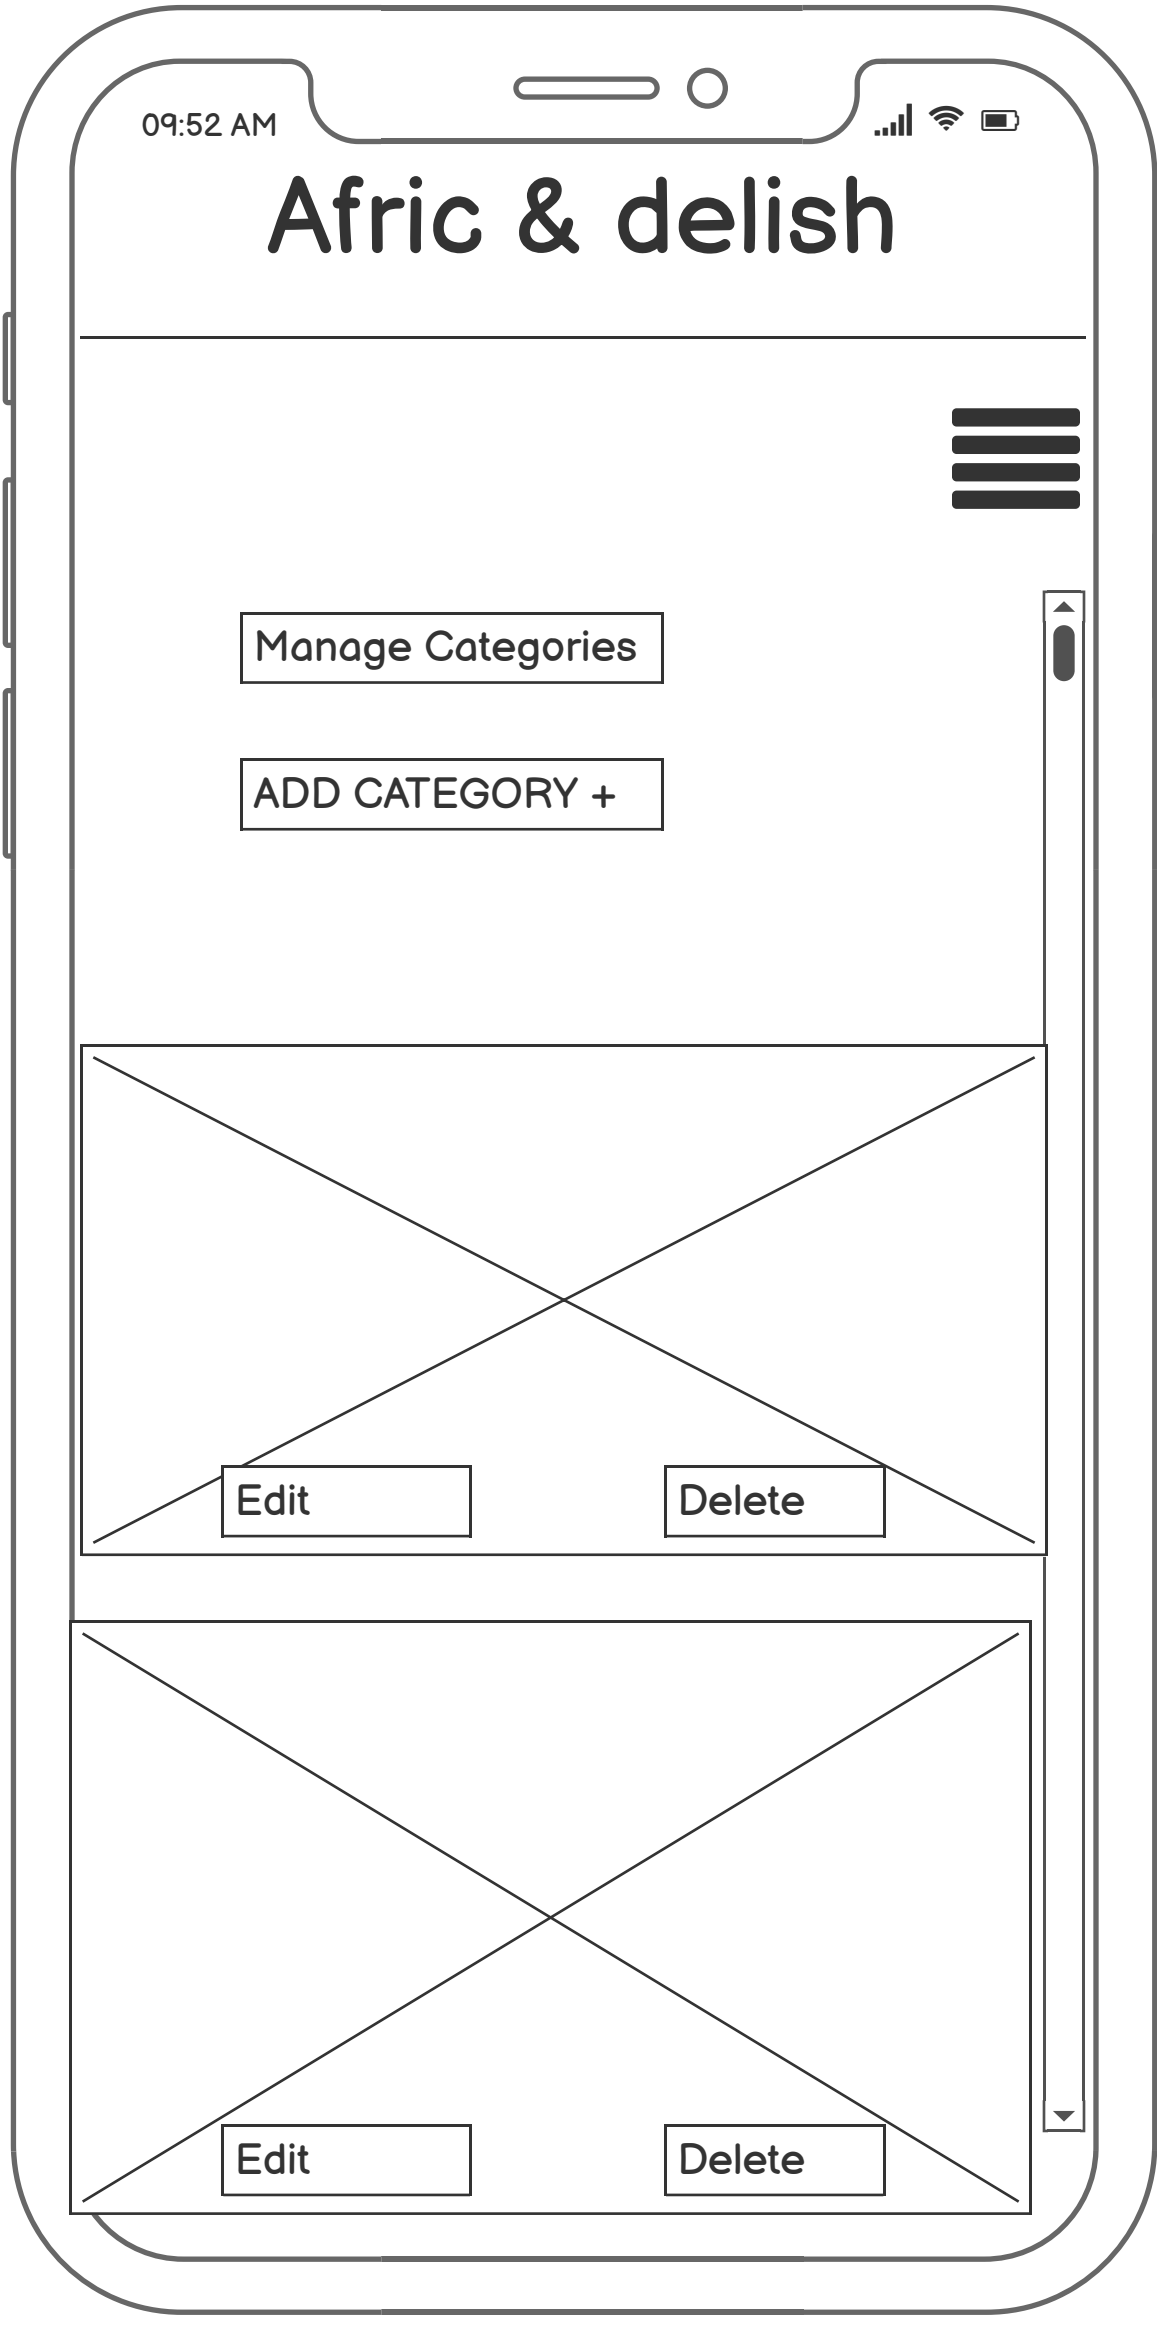 09:52 AM
Afric & delish
Manage Categories
ADD CATEGORY +
Edit
Delete
Edit
Delete